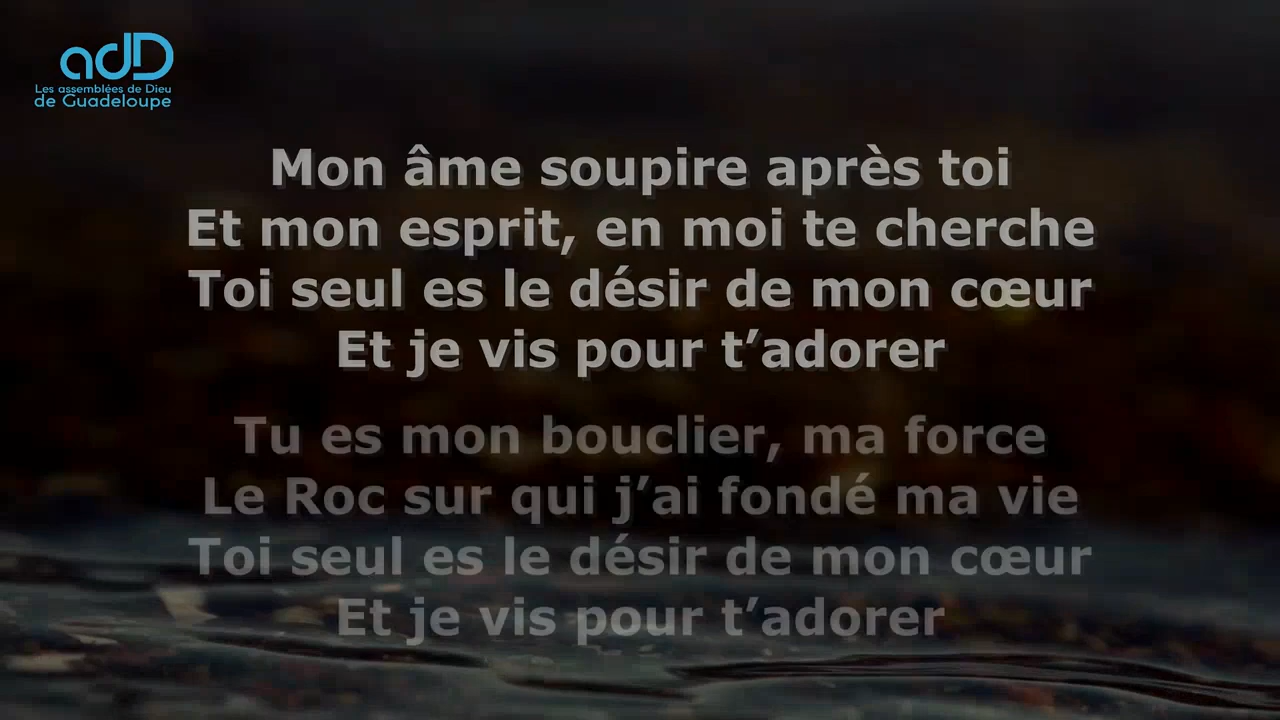 adD
Les assemblées de Dieu
de Guadeloupe
Mon âme soupire après toi
Et mon esprit, en moi te cherche
Toi seul es le désir de mon cœur
Et je vis pour t’adorer
Tu es mon bouclier, ma force
Le Roc sur qui j’ai fondé ma vie
Toi seul es le désir de mon cœur
Et je vis pour t’adorer